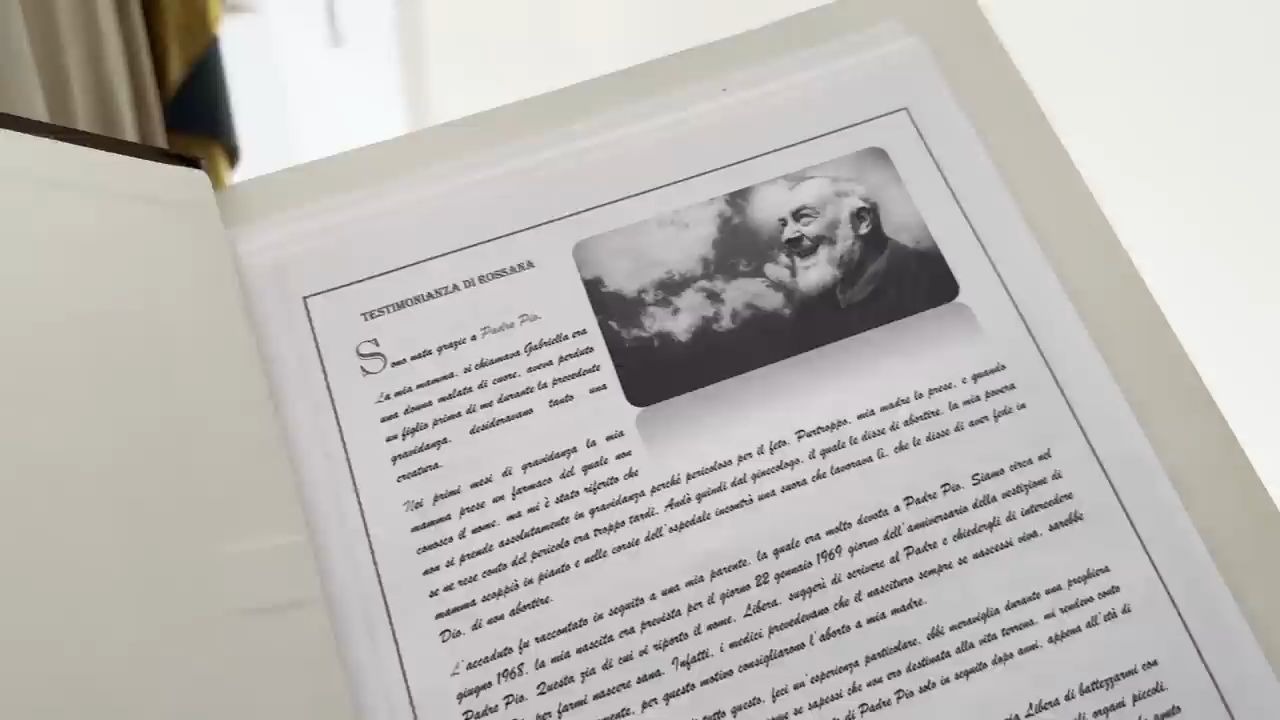 TESTIMONIANZA DI ROSSANA
Sono nata grazie a Padre Pio.
La mia mamma, si chiamava Gabriella era
una donna malata di cuore, aveva perduto
un figlio prima di me durante la precedente
gravidanza, desideravano tanto una
creatura.
Nei primi mesi di gravidanza la mia
mamma prese un farmaco del quale non
conosco il nome, ma mi è stato riferito che
non si prende assolutamente in gravidanza perché pericoloso per il feto. Purtroppo, mia madre lo prese, e quando
se ne rese conto del pericolo era troppo tardi. Andò quindi dal ginecologo, il quale le disse di abortire, la mia povera
mamma scoppiò in pianto e nelle corsie dell'ospedale incontrò una suora che lavorava lì, che le disse di aver fede in
Dio, di non abortire.
L'accaduto fu raccontato in seguito a una mia parente, la quale era molto devota a Padre Pio. Siamo circa nel
giugno 1968, la mia nascita era prevista per il giorno 22 gennaio 1969 giorno dell'anniversario della vestizione di
Padre Pio. Questa zia di cui vi riporto il nome, Libera, suggerì di scrivere al Padre e chiedergli di intercedere
per farmi nascere sana. Infatti, i medici prevedevano che il nascituro sempre se nascessi vivo, sarebbe
per questo motivo consigliarono l'aborto a mia madre.
tutto questo, feci un'esperienza particolare, ebbi meraviglia durante una preghiera
se sapessi che non ero destinata alla vita terrena, mi rendevo conto
di Padre Pio solo in seguito dopo anni, appena all'età di
Libera di battezzarmi con
organi piccoli,